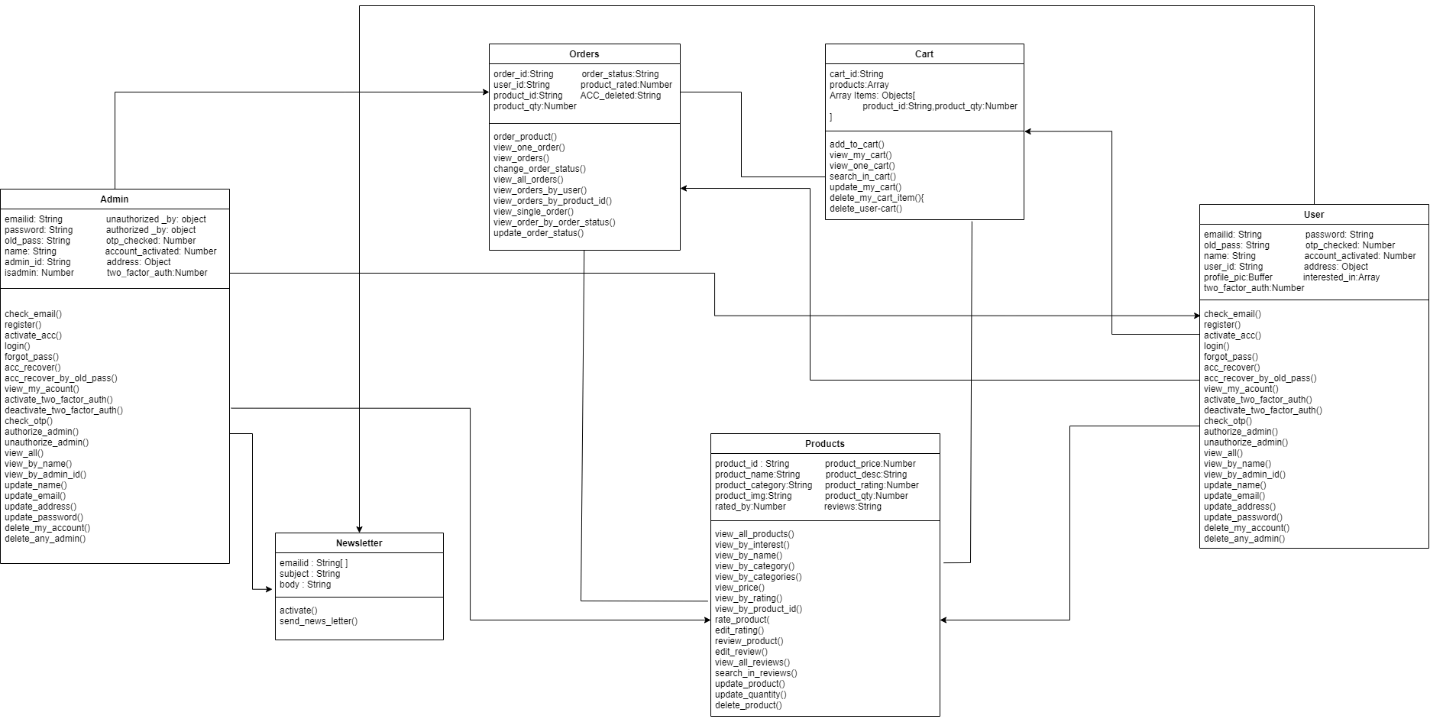 Orders
order_id:String order_status:String
user_id:String product_rated:Number
product_id:String ACC_deleted:String
product_qty:Number
order_product()
view_one_order()
view_orders()
change_order_status()
view_all_orders()
view_orders_by_user()
view_orders_by_product_id()
view_single_order()
view_order_by_order_status()
update_order_status()
Cart
cart_id:String
products:Array
Array Items: Objects[
product_id:String,product_qty:Number
]
add_to_cart()
view_my_cart()
view_one_cart()
search_in_cart()
update_my_cart()
delete_my_cart_item(){
delete_user-cart()
Admin
emailid: String unauthorized _by: object
password: String authorized _by: object
old_pass: String otp_checked: Number
name: String account_activated: Number
admin_id: String address: Object
isadmin: Number two_factor_auth:Number
check_email()
register()
activate_acc()
login()
forgot_pass()
acc_recover()
acc_recover_by_old_pass()
view_my_acount()
activate_two_factor_auth()
deactivate_two_factor_auth()
check_otp()
authorize_admin()
unauthorize_admin()
view_all()
view_by_name()
view_by_admin_id()
update_name()
update_email()
update_address()
update_password()
delete_my_account()
delete_any_admin()
User
emailid: String password: String
old_pass: String otp_checked: Number
name: String account_activated: Number
user_id: String address: Object
profile_pic:Buffer interested_in:Array
two_factor_auth:Number
check_email()
register()
activate_acc()
login()
forgot_pass()
acc_recover()
acc_recover_by_old_pass()
view_my_acount()
activate_two_factor_auth()
deactivate_two_factor_auth()
check_otp()
authorize_admin()
unauthorize_admin()
view_all()
view_by_name()
view_by_admin_id()
update_name()
update_email()
update_address()
update_password()
delete_my_account()
delete_any_admin()
Products
product_id : String product_price:Number
product_name:String product_desc:String
product_category:String product_rating:Number
product_img:String product_qty:Number
rated_by:Number reviews:String
view_all_products()
view_by_interest()
view_by_name()
view_by_category()
view_by_categories()
view_price()
view_by_rating()
view_by_product_id()
rate_product(
edit_rating()
review_product()
edit_review()
view_all_reviews()
search_in_reviews()
update_product()
update_quantity()
delete_product()
Newsletter
emailid : String[ ]
subject : String
body : String
activate()
send_news_letter()